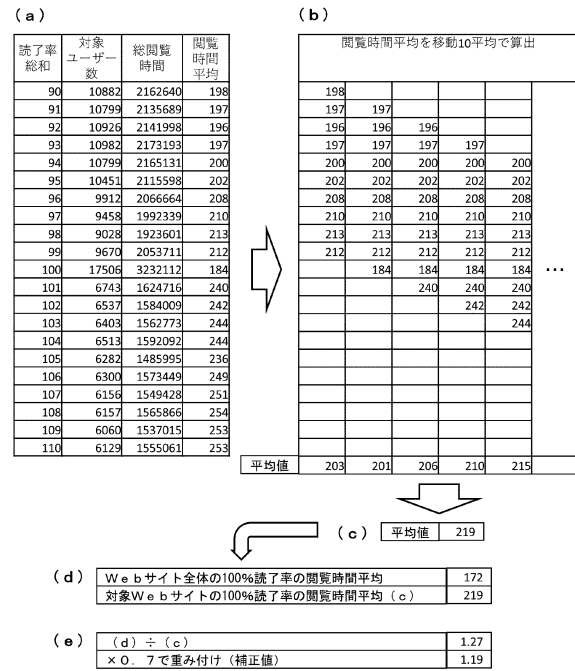 (a)
読了率総和 対象ユーザー数 総閲覧時間 閲覧時間平均
90 10882 2162640 198
91 10799 2135689 197
92 10926 2141998 196
93 10982 2173193 197
94 10799 2165131 200
95 10451 2115598 202
96 9912 2066664 208
97 9458 1992339 210
98 9028 1923601 213
99 9670 2053711 212
100 17506 3232112 184
101 6743 1624716 240
102 6537 1584009 242
103 6403 1562773 244
104 6513 1592092 244
105 6282 1485995 236
106 6300 1573449 249
107 6156 1549428 251
108 6157 1565866 254
109 6060 1537015 253
110 6129 1555061 253
(b)
閲覧時間平均を移動10平均で算出
198
197 197
196 196 196
197 197 197 197
200 200 200 200 200
202 202 202 202 202
208 208 208 208 208
210 210 210 210 210
213 213 213 213 213
212 212 212 212 212
184 184 184 184 …
240 240 240
242 242
244
平均値 203 201 206 210 215
(c) 平均値 219
(d) Webサイト全体の100%読了率の閲覧時間平均 172
対象Webサイトの100%読了率の閲覧時間平均(c) 219
(e) (d)÷(c) 1.27
×0.7で重み付け(補正値) 1.19